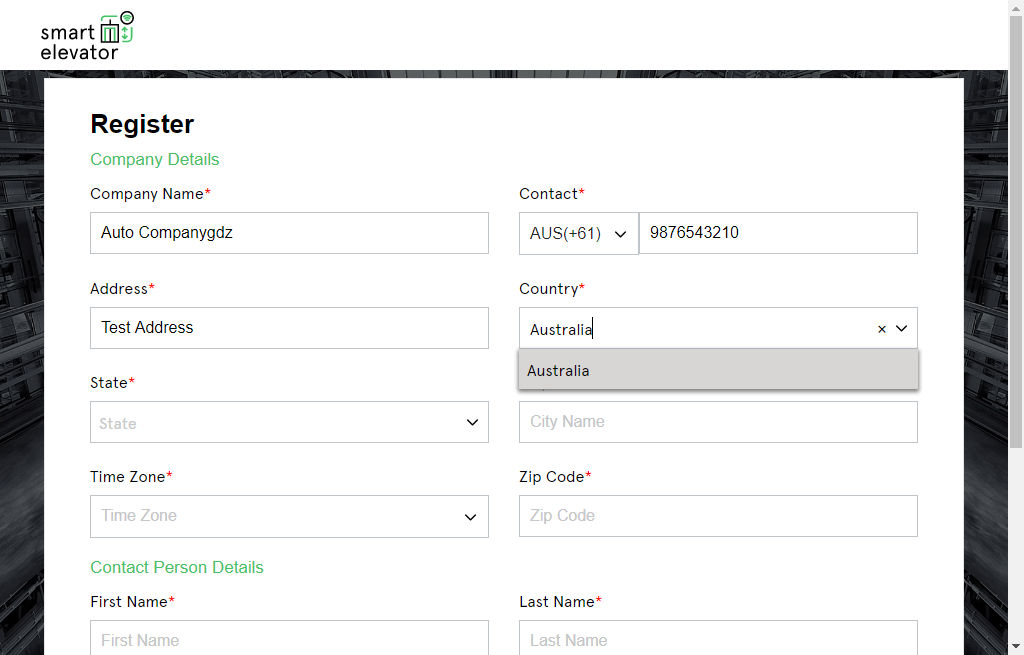 smart
elevator
Register
Company Details
Company Name*
Contact*
Auto Companygdz
AUS(+61)
9876543210
Address*
Country*
Test Address
Australia
Australia
State*
State
City Name
Time Zone*
Zip Code*
Time Zone
Zip Code
Contact Person Details
First Name*
Last Name*
First Name
Last Name